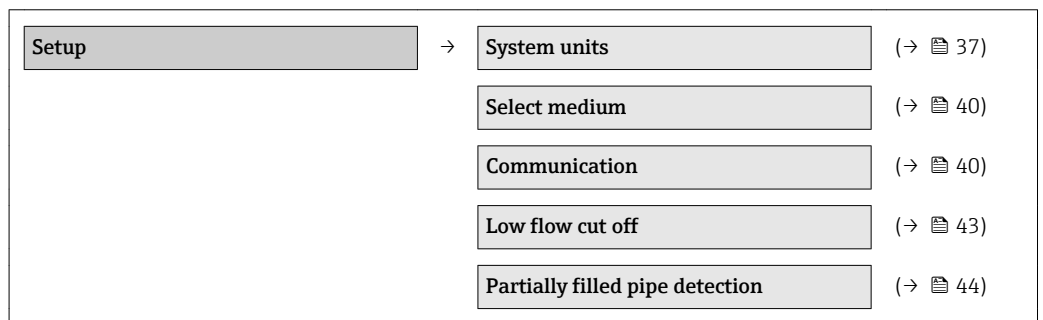 Setup → System units (→ 37)
Select medium (→ 40)
Communication (→ 40)
Low flow cut off (→ 43)
Partially filled pipe detection (→ 44)